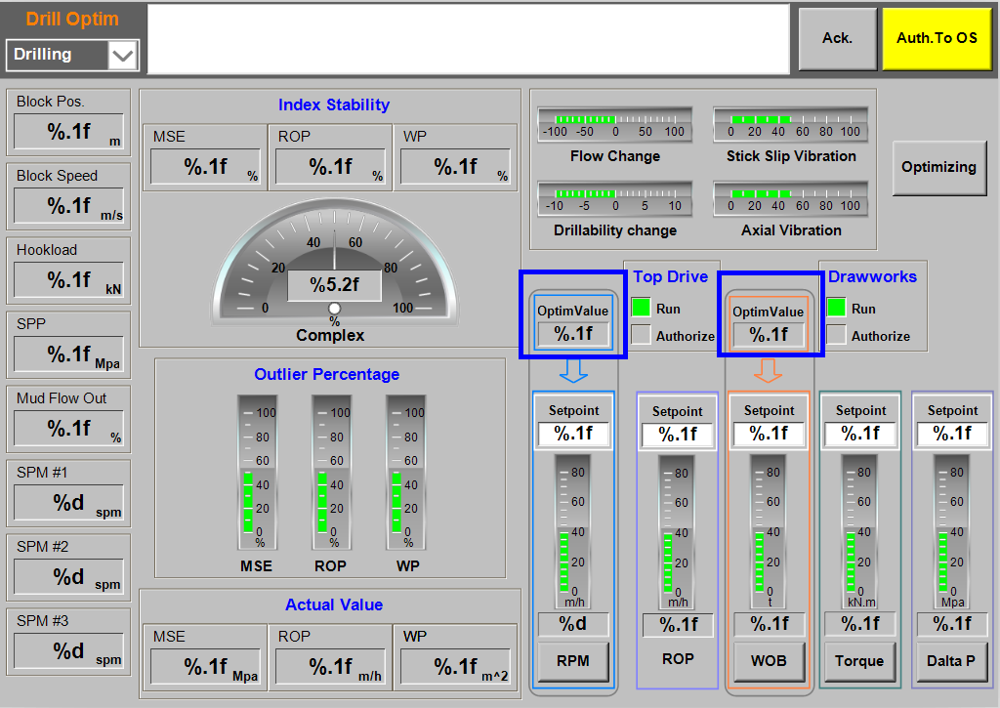 Drill Optim
Drilling
Ack.
Auth.To OS
Block Pos.
%.1f m
Block Speed
%.1f m/s
Hookload
%.1f kN
SPP
%.1f Mpa
Mud Flow Out
%.1f %
SPM #1
%d spm
SPM #2
%d spm
SPM #3
%d spm
Index Stability
MSE ROP WP
%.1f % %.1f % %.1f %
40 60
20 80
%5.2f
0 100
%
Complex
Outlier Percentage
100 100 100
80 80 80
60 60 60
40 40 40
20 20 20
0 0 0
% % %
MSE ROP WP
Actual Value
MSE ROP WP
%.1f Mpa %.1f m/h %.1f m^2
-100 -50 0 50 100
Flow Change
0 20 40 60 80 100
Stick Slip Vibration
-10 -5 0 5 10
Drillability change
0 20 40 60 80 100
Axial Vibration
Optimizing
OptimValue
%.1f
Top Drive
Run
Authorize
OptimValue
%.1f
Drawworks
Run
Authorize
Setpoint Setpoint Setpoint Setpoint Setpoint
%.1f %.1f %.1f %.1f %.1f
80 80 80 80 80
60 60 60 60 60
40 40 40 40 40
20 20 20 20 20
0 0 0 0 0
m/h m/h t kN.m Mpa
%d %.1f %.1f %.1f %.1f
RPM ROP WOB Torque Dalta P